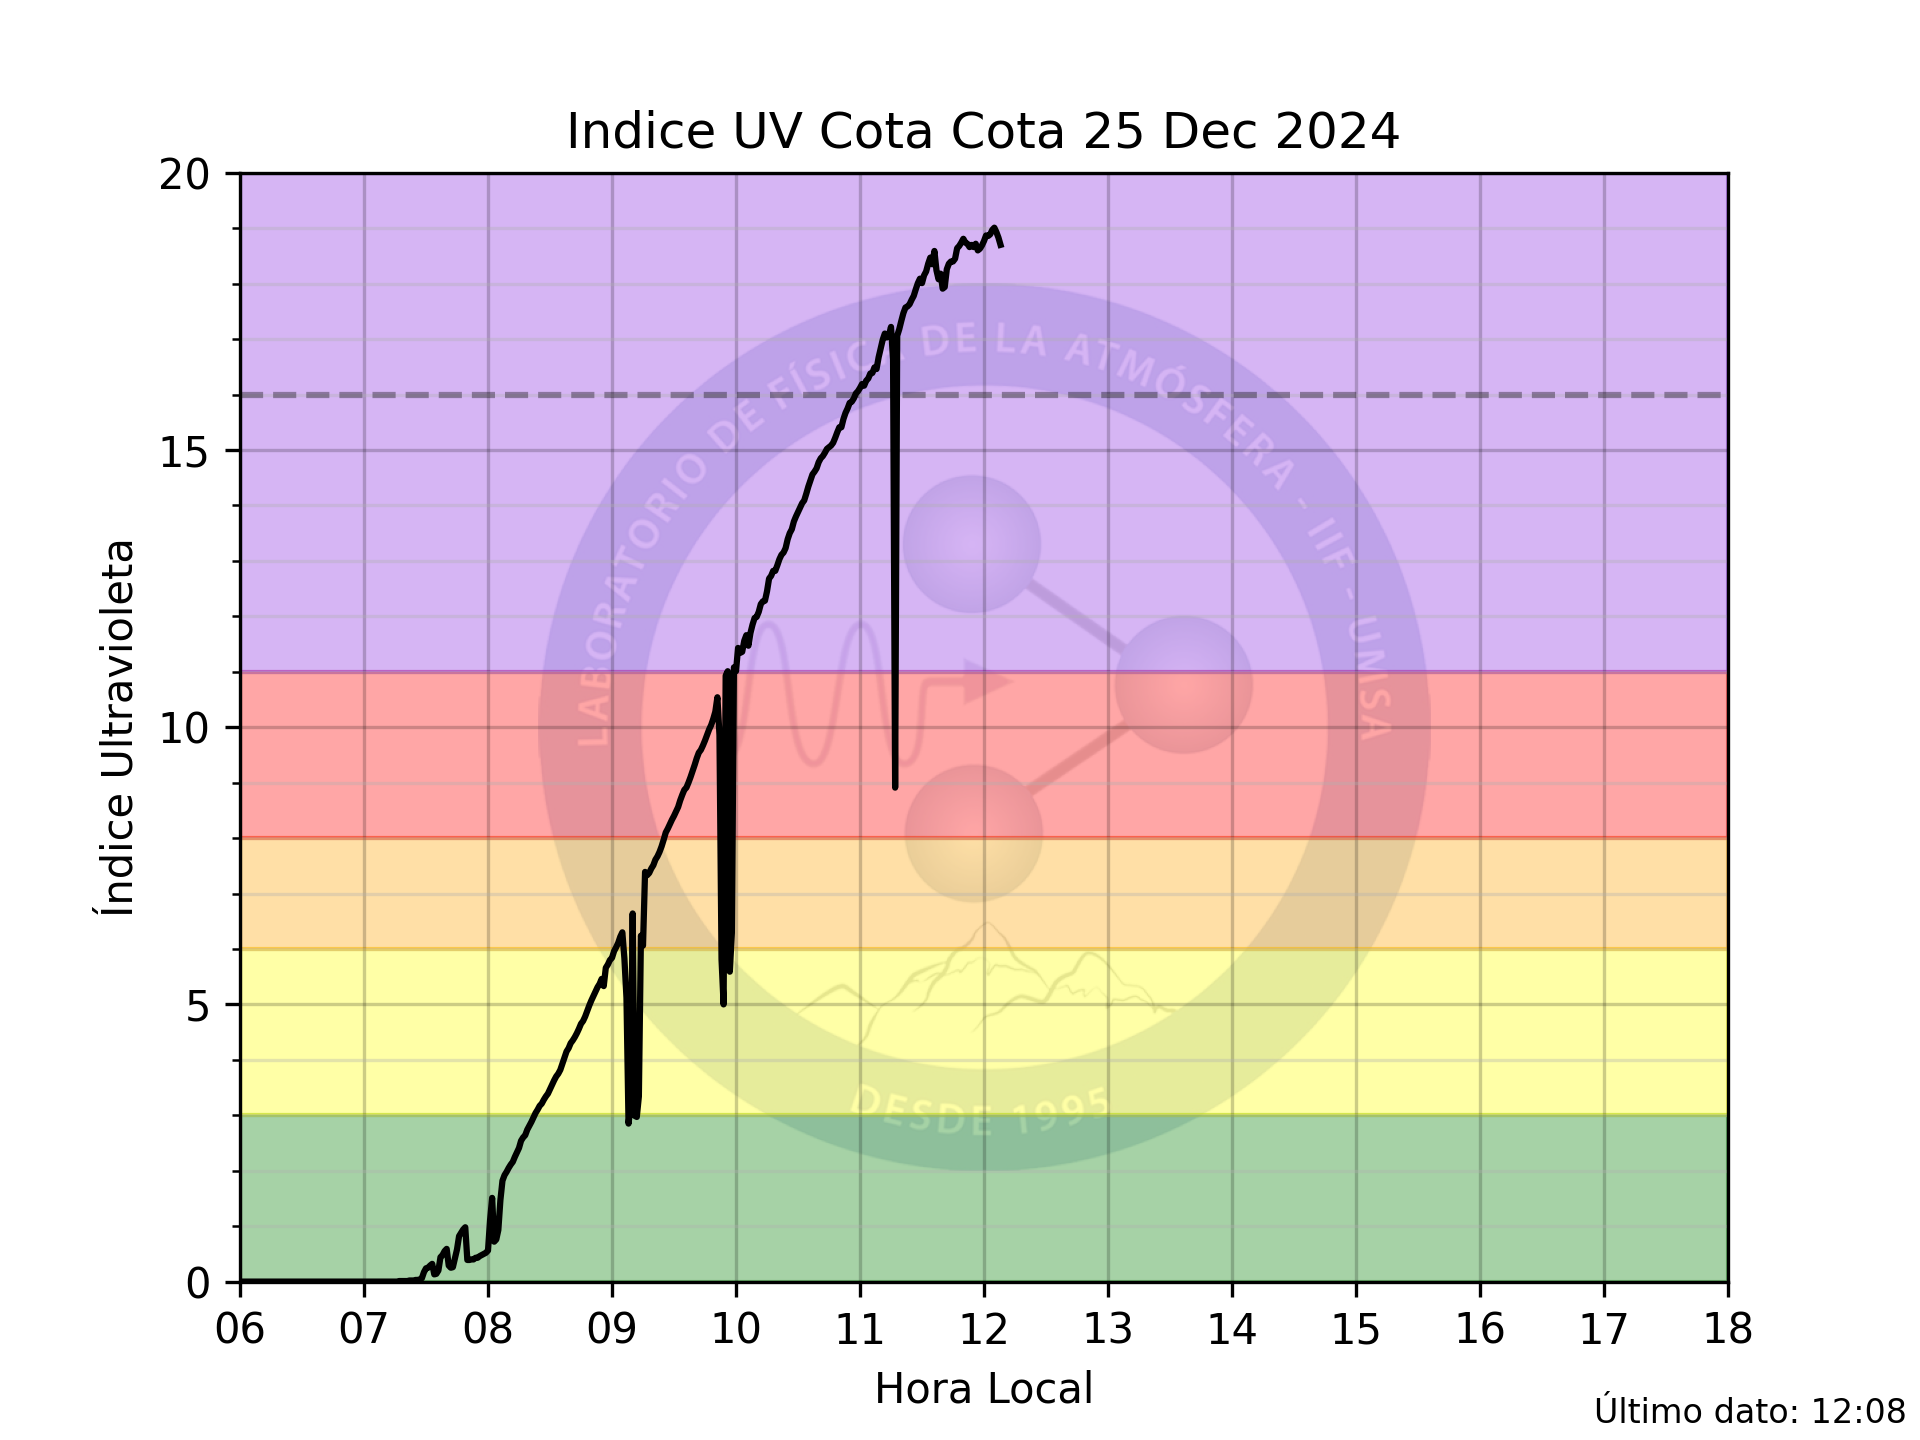 Indice UV Cota Cota 25 Dec 2024
20
15
10
5
0
Índice Ultravioleta
LABORATORIO DE FÍSICA DE LA ATMÓSFERA - IIF - UMSA
DESDE 1995
06 07 08 09 10 11 12 13 14 15 16 17 18
Hora Local
Último dato: 12:08